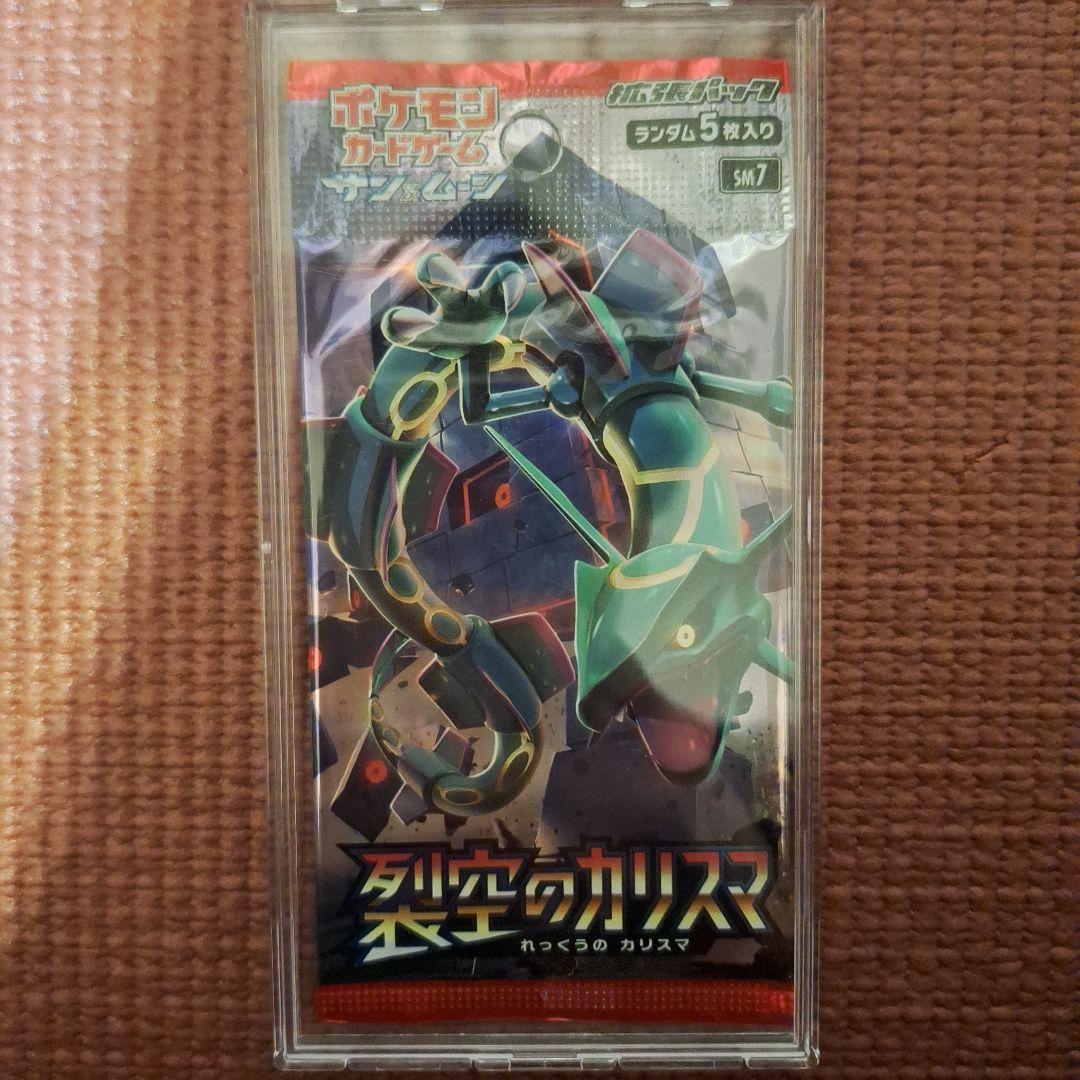 ポケモン
カードゲーム
サン&ムーン
拡張パック
ランダム5枚入り
SM7
裂空のカリスマ
れっくうの カリスマ